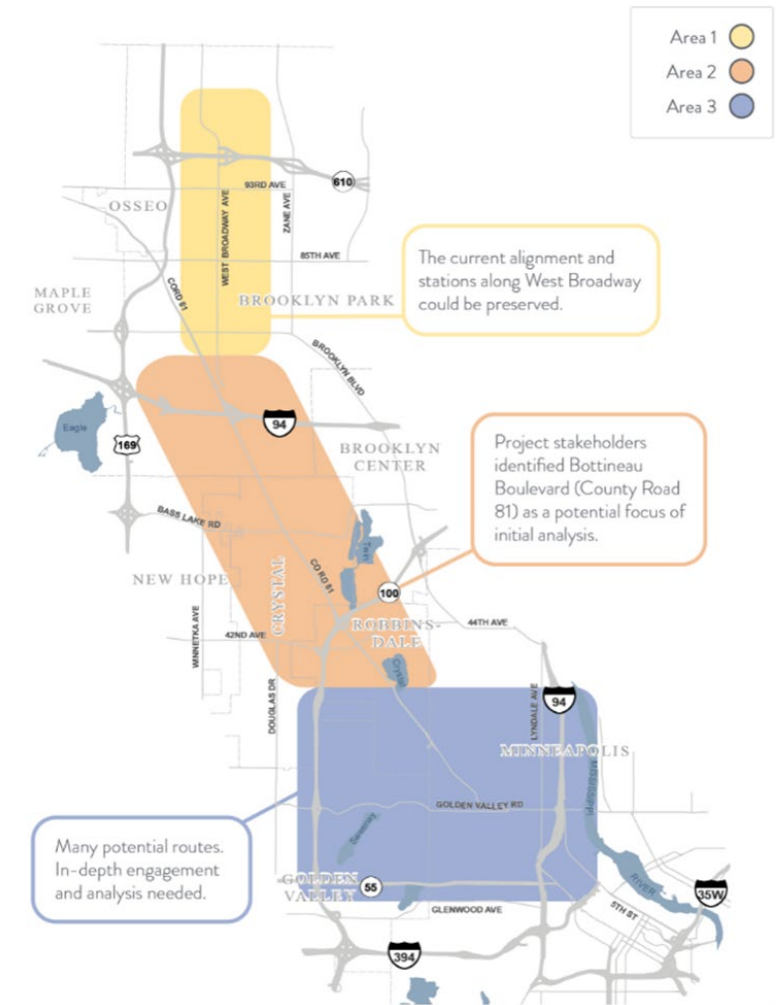 Area 1
Area 2
Area 3
610
93RD AVE
OSSEO
WEST BROADWAY AVE
ZANE AVE
85TH AVE
The current alignment and
stations along West Broadway
could be preserved.
MAPLE
GROVE
CORD 81
BROOKLYN PARK
BROOKLYN BLVD
94
Eagle
169
BROOKLYN
CENTER
Project stakeholders
identified Bottineau
Boulevard (County Road
81) as a potential focus of
initial analysis.
BASS LAKE RD
Twin
NEW HOPE
CRYSTAL
CO RD 81
100
WINNETKA AVE
42ND AVE
ROBBINS-
DALE
44TH AVE
Crystal
DOUGLAS DR
LYNDALE AVE
94
MINNEAPOLIS
MISSISSIPPI
GOLDEN VALLEY RD
Sweeney
Many potential routes.
In-depth engagement
and analysis needed.
GOLDEN
VALLEY
55
GLENWOOD AVE
RIVER
35W
5TH ST
394